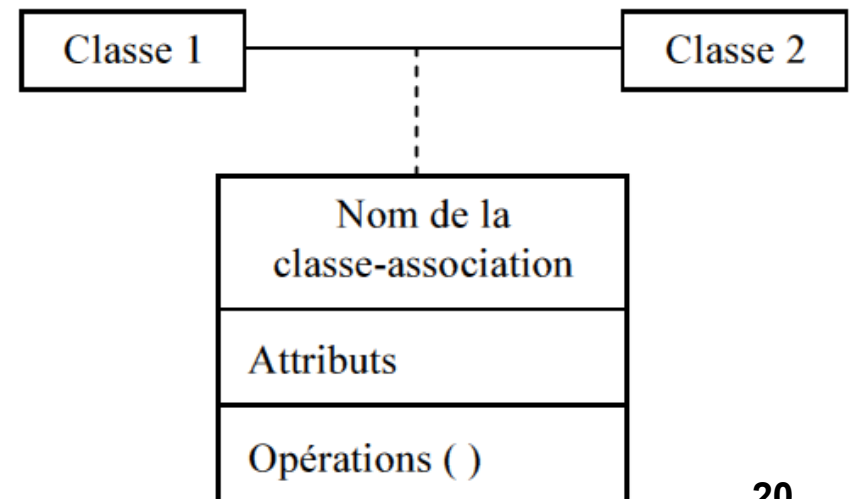 Classe 1
Classe 2
Nom de la
classe-association
Attributs
Opérations ( )
20